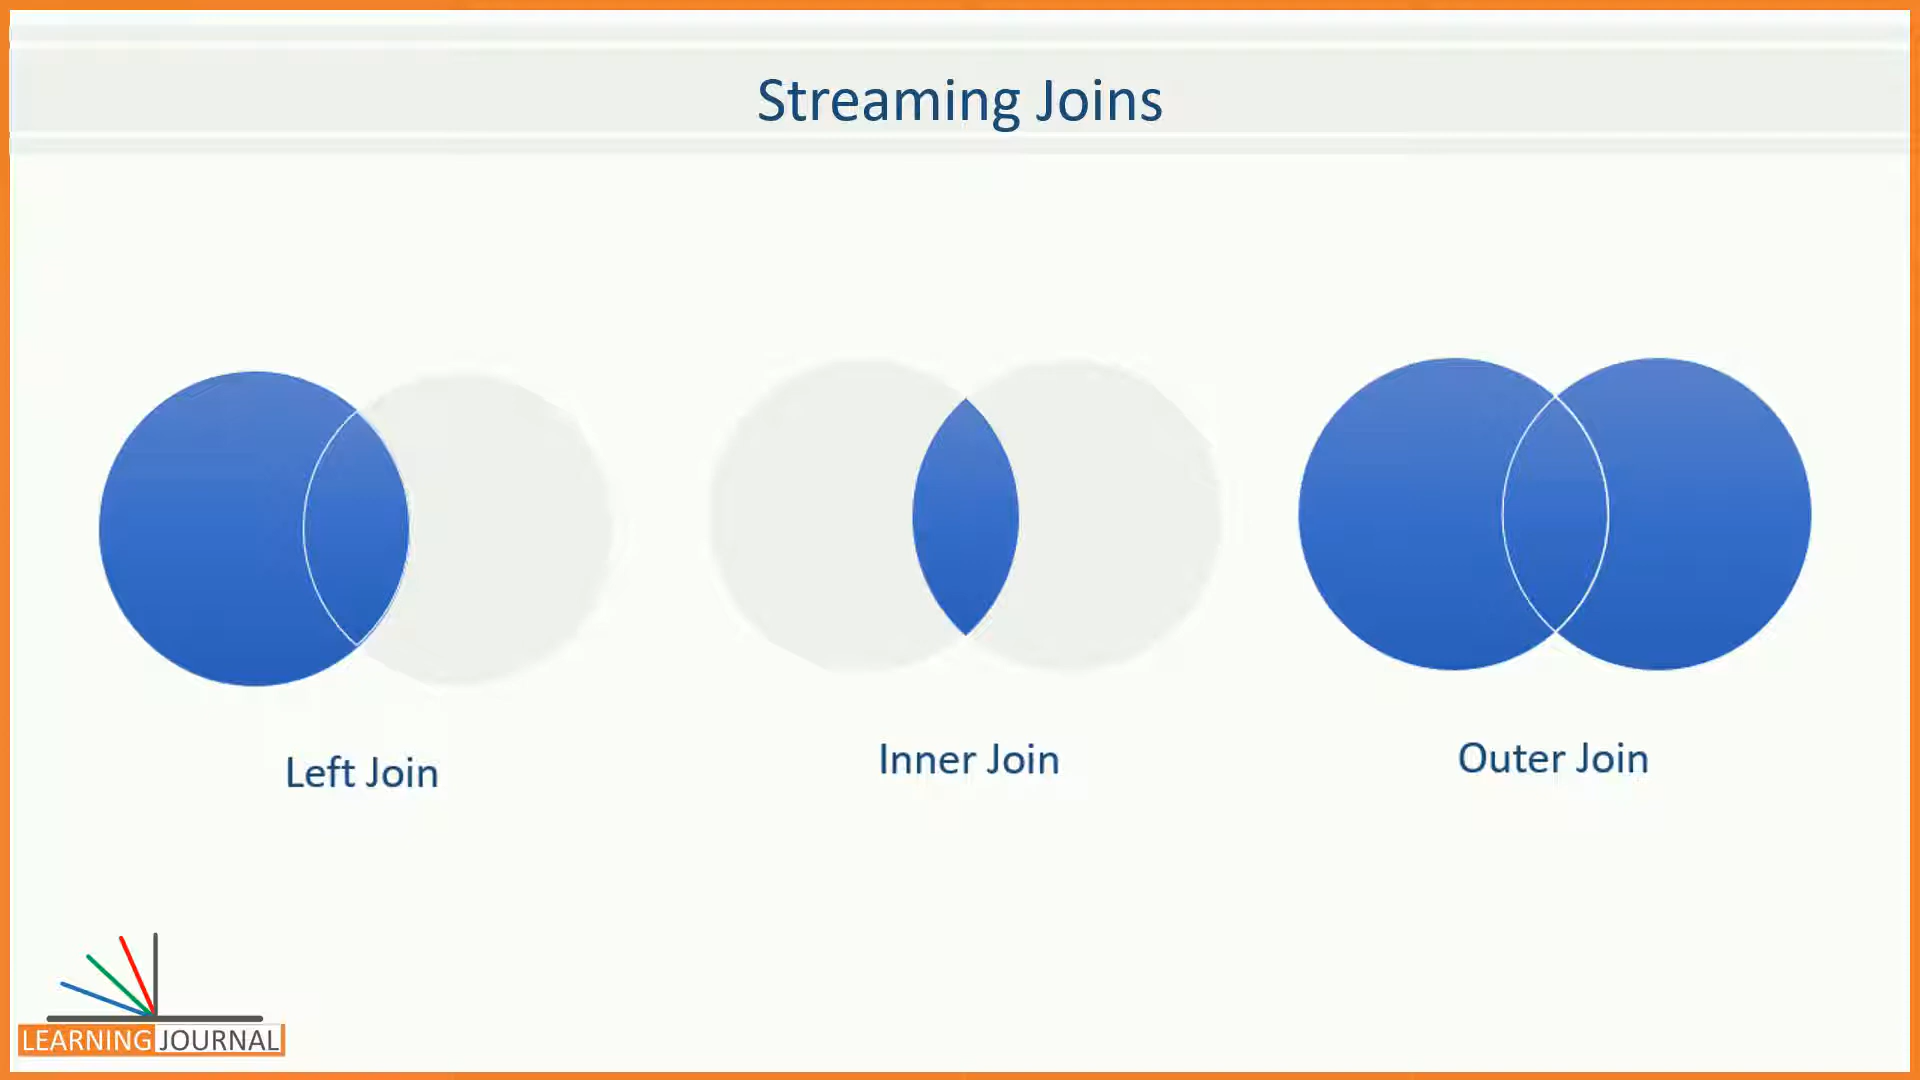 Streaming Joins
Left Join
Inner Join
Outer Join
LEARNING JOURNAL